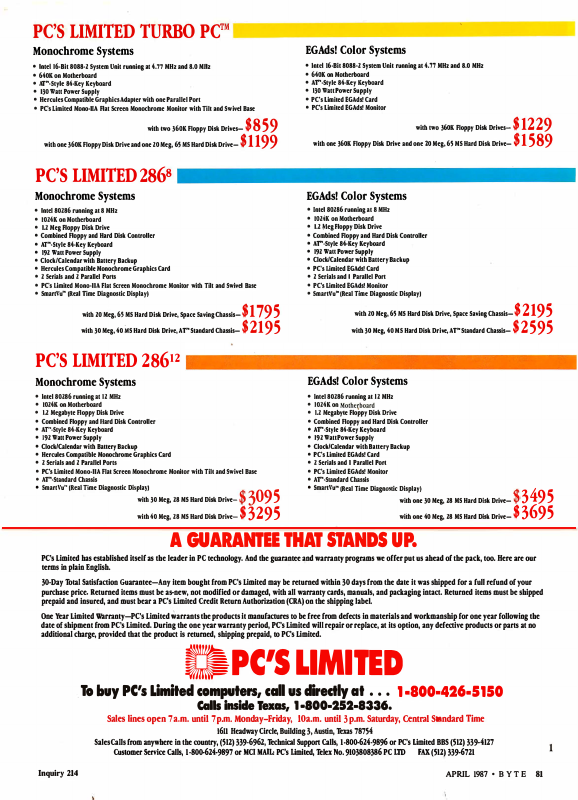 PC'S LIMITED TURBO PC™
Monochrome Systems
• Intel 16-Bit 8088-2 System Unit running at 4.77 MHz and 8.0 MHz
• 640K on Motherboard
• AT™-Style 84-Key Keyboard
• 130 Watt Power Supply
• Hercules Compatible Graphics Adapter with one Parallel Port
• PC's Limited Mono-IIA Flat Screen Monochrome Monitor with Tilt and Swivel Base
with two 360K Floppy Disk Drives—$859
with one 360K Floppy Disk Drive and one 20 Meg, 65 MS Hard Disk Drive—$1199
EGAds! Color Systems
• Intel 16-Bit 8088-2 System Unit running at 4.77 MHz and 8.0 MHz
• 640K on Motherboard
• AT™-Style 84-Key Keyboard
• 130 Watt Power Supply
• PC's Limited EGAds! Card
• PC's Limited EGAds! Monitor
with two 360K Floppy Disk Drives—$1229
with one 360K Floppy Disk Drive and one 20 Meg, 65 MS Hard Disk Drive—$1589
PC'S LIMITED 286⁸
Monochrome Systems
• Intel 80286 running at 8 MHz
• 1024K on Motherboard
• 1.2 Meg Floppy Disk Drive
• Combined Floppy and Hard Disk Controller
• AT™-Style 84-Key Keyboard
• 192 Watt Power Supply
• Clock/Calendar with Battery Backup
• Hercules Compatible Monochrome Graphics Card
• 2 Serials and 2 Parallel Ports
• PC's Limited Mono-IIA Flat Screen Monochrome Monitor with Tilt and Swivel Base
• SmartVu™ (Real Time Diagnostic Display)
with 20 Meg, 65 MS Hard Disk Drive, Space Saving Chassis—$1795
with 30 Meg, 40 MS Hard Disk Drive, AT™ Standard Chassis—$2195
EGAds! Color Systems
• Intel 80286 running at 8 MHz
• 1024K on Motherboard
• 1.2 Meg Floppy Disk Drive
• Combined Floppy and Hard Disk Controller
• AT™-Style 84-Key Keyboard
• 192 Watt Power Supply
• Clock/Calendar with Battery Backup
• PC's Limited EGAds! Card
• 2 Serials and 1 Parallel Ports
• PC's Limited EGAds! Monitor
• SmartVu™ (Real Time Diagnostic Display)
with 20 Meg, 65 MS Hard Disk Drive, Space Saving Chassis—$2195
with 30 Meg, 40 MS Hard Disk Drive, AT™ Standard Chassis—$2595
PC'S LIMITED 286¹²
Monochrome Systems
• Intel 80286 running at 12 MHz
• 1024K on Motherboard
• 1.2 Megabyte Floppy Disk Drive
• Combined Floppy and Hard Disk Controller
• AT™-Style 84-Key Keyboard
• 192 Watt Power Supply
• Clock/Calendar with Battery Backup
• Hercules Compatible Monochrome Graphics Card
• 2 Serials and 2 Parallel Ports
• PC's Limited Mono-IIA Flat Screen Monochrome Monitor with Tilt and Swivel Base
• AT™-Standard Chassis
• SmartVu™ (Real Time Diagnostic Display)
with 30 Meg, 28 MS Hard Disk Drive—$3095
with 40 Meg, 28 MS Hard Disk Drive—$3295
EGAds! Color Systems
• Intel 80286 running at 12 MHz
• 1024K on Motherboard
• 1.2 Megabyte Floppy Disk Drive
• Combined Floppy and Hard Disk Controller
• AT™-Style 84-Key Keyboard
• 192 Watt Power Supply
• Clock/Calendar with Battery Backup
• PC's Limited EGAds! Card
• 2 Serials and 1 Parallel Port
• PC's Limited EGAds! Monitor
• AT™-Standard Chassis
• SmartVu™ (Real Time Diagnostic Display)
with one 30 Meg, 28 MS Hard Disk Drive—$3495
with one 40 Meg, 28 MS Hard Disk Drive—$3695
A GUARANTEE THAT STANDS UP.
PC's Limited has established itself as the leader in PC technology. And the guarantee and warranty programs we offer put us ahead of the pack, too. Here are our
terms in plain English.
30-Day Total Satisfaction Guarantee—Any item bought from PC's Limited may be returned within 30 days from the date it was shipped for a full refund of your
purchase price. Returned items must be as-new, not modified or damaged, with all warranty cards, manuals, and packaging intact. Returned items must be shipped
prepaid and insured, and must bear a PC's Limited Credit Return Authorization (CRA) on the shipping label.
One Year Limited Warranty—PC's Limited warrants the products it manufactures to be free from defects in materials and workmanship for one year following the
date of shipment from PC's Limited. During the one year warranty period, PC's Limited will repair or replace, at its option, any defective products or parts at no
additional charge, provided that the product is returned, shipping prepaid, to PC's Limited.
PC'S LIMITED
To buy PC's Limited computers, call us directly at . . . 1-800-426-5150
Calls inside Texas, 1-800-252-8336.
Sales lines open 7 a.m. until 7 p.m. Monday-Friday, 10 a.m. until 3 p.m. Saturday, Central Standard Time
1611 Headway Circle, Building 3, Austin, Texas 78754
Sales Calls from anywhere in the country, (512) 339-6962, Technical Support Calls, 1-800-624-9896 or PC's Limited BBS (512) 339-4127
Customer Service Calls, 1-800-624-9897 or MCI MAIL: PC's Limited, Telex No. 9103808386 PC LTD FAX (512) 339-6721
1
Inquiry 214
APRIL 1987 • BYTE 81